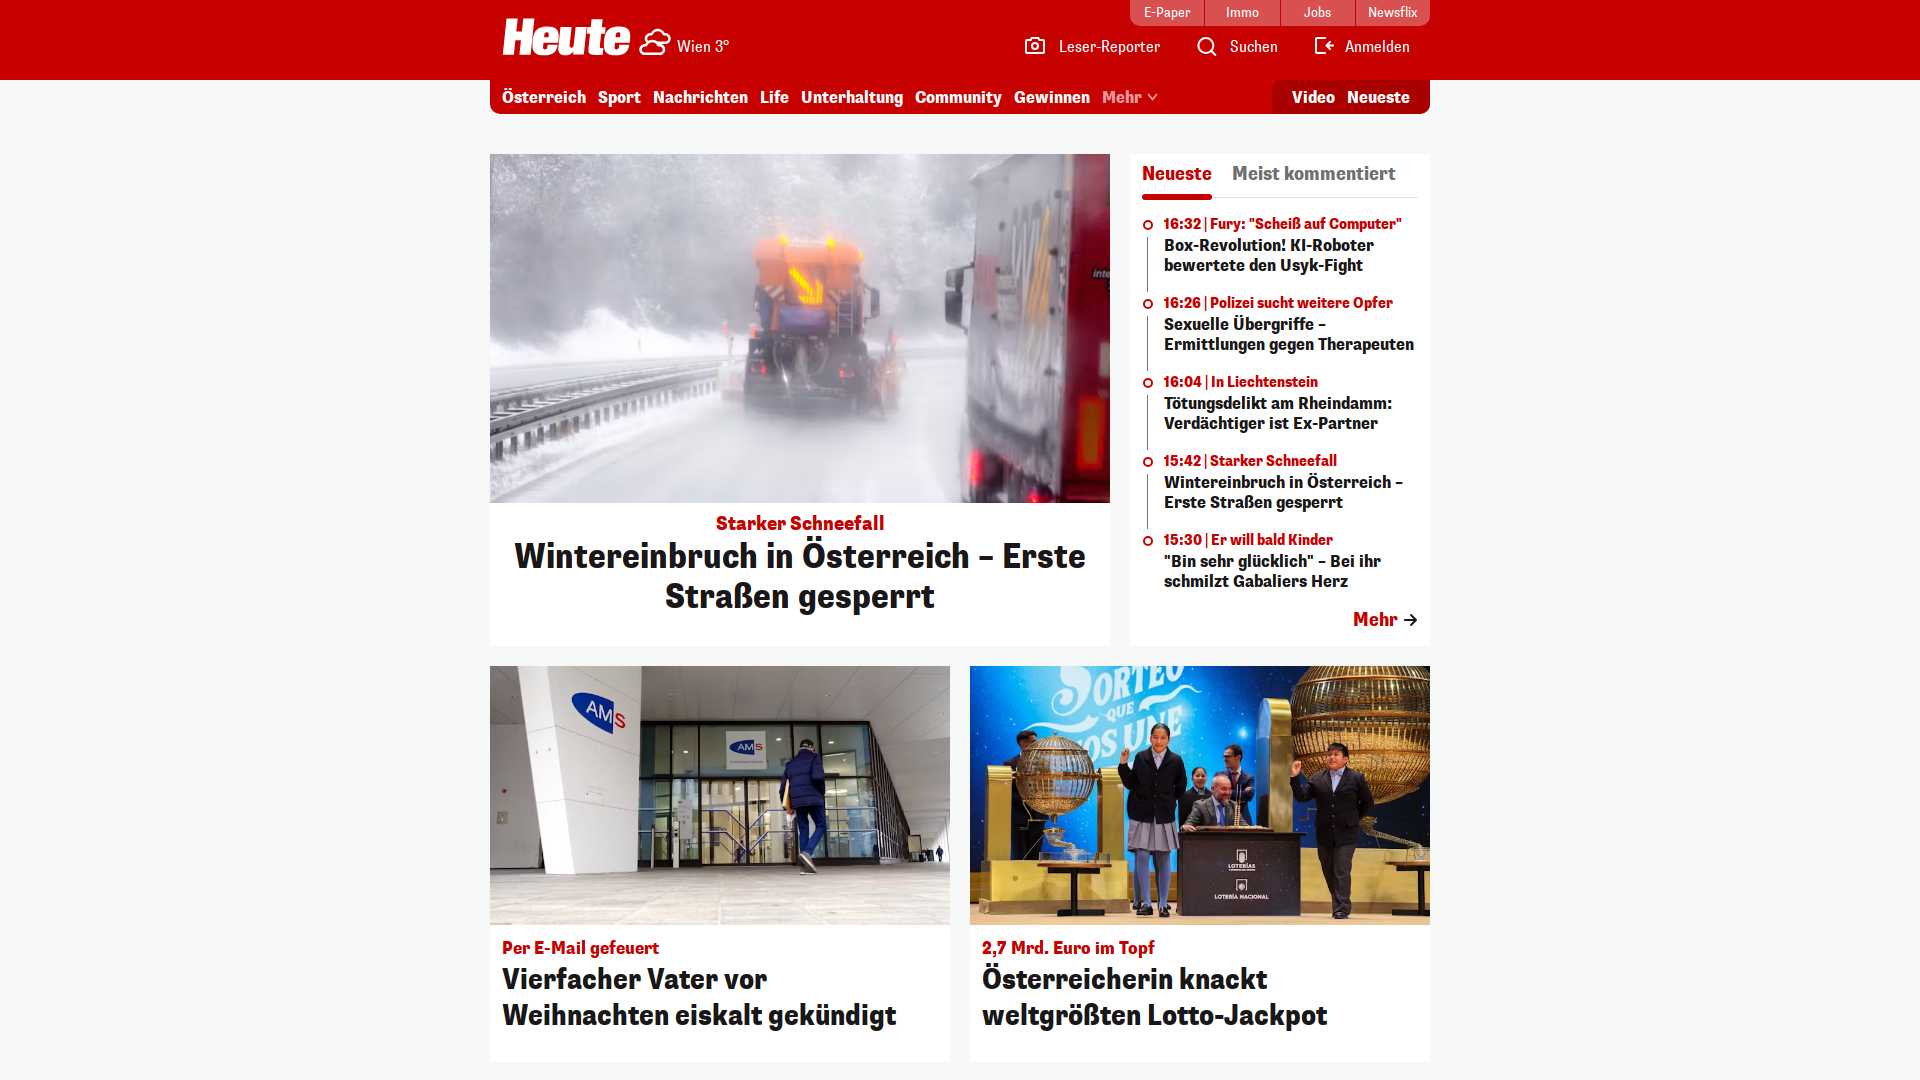 E-Paper
Immo
Jobs
Newsflix
Heute
Wien 3°
Leser-Reporter
Suchen
Anmelden
Österreich
Sport
Nachrichten
Life
Unterhaltung
Community
Gewinnen
Mehr
Video
Neueste
Starker Schneefall
Wintereinbruch in Österreich – Erste
Straßen gesperrt
Neueste
Meist kommentiert
16:32 | Fury: "Scheiß auf Computer"
Box-Revolution! KI-Roboter
bewertete den Usyk-Fight
16:26 | Polizei sucht weitere Opfer
Sexuelle Übergriffe –
Ermittlungen gegen Therapeuten
16:04 | In Liechtenstein
Tötungsdelikt am Rheindamm:
Verdächtiger ist Ex-Partner
15:42 | Starker Schneefall
Wintereinbruch in Österreich –
Erste Straßen gesperrt
15:30 | Er will bald Kinder
"Bin sehr glücklich" – Bei ihr
schmilzt Gabaliers Herz
Mehr
AMS
AMS
Per E-Mail gefeuert
Vierfacher Vater vor
Weihnachten eiskalt gekündigt
SORTEO
QUE
NOS UNE
LOTERÍAS
LOTERÍA NACIONAL
2,7 Mrd. Euro im Topf
Österreicherin knackt
weltgrößten Lotto-Jackpot